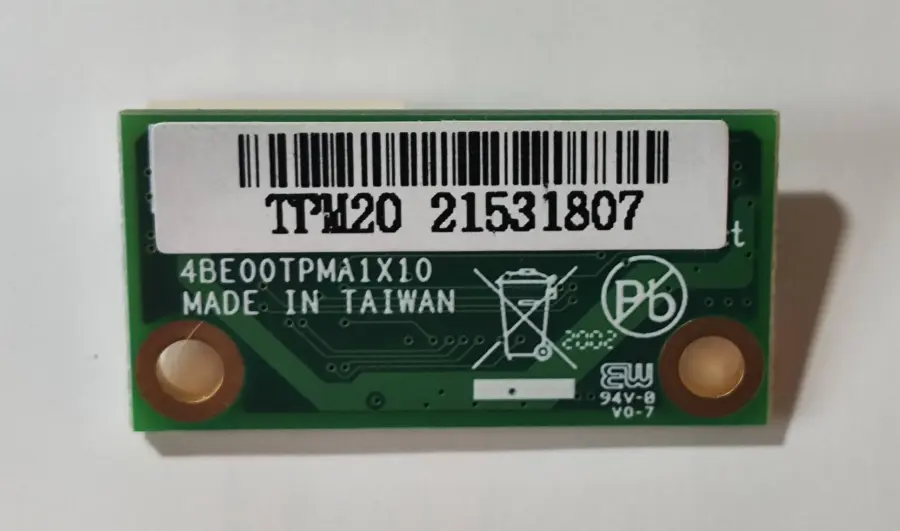 TPM20 21531807
t
4BE00TPMA1X10
MADE IN TAIWAN
Pb
2002
94V-0
V0-7